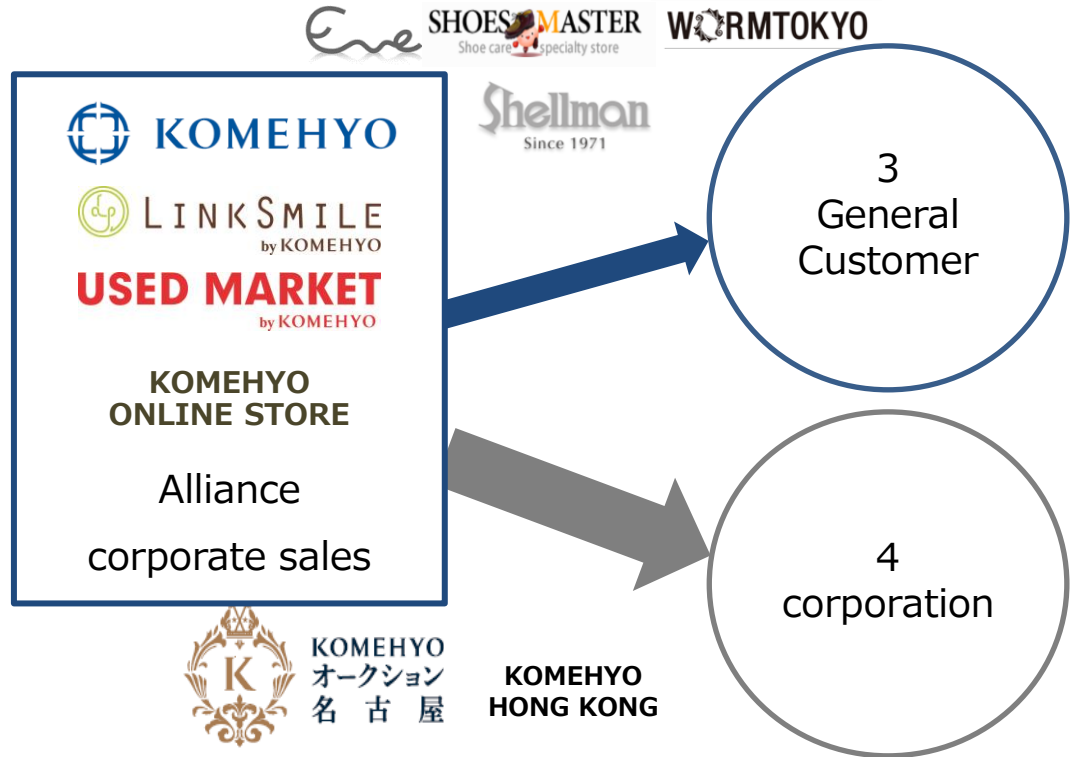 Eve
SHOES MASTER
Shoe care specialty store
WORMTOKYO
Shellman
Since 1971
KOMEHYO
LINKSMILE
by KOMEHYO
USED MARKET
by KOMEHYO
KOMEHYO
ONLINE STORE
Alliance
corporate sales
3
General
Customer
4
corporation
K
KOMEHYO
オークション
名古屋
KOMEHYO
HONG KONG